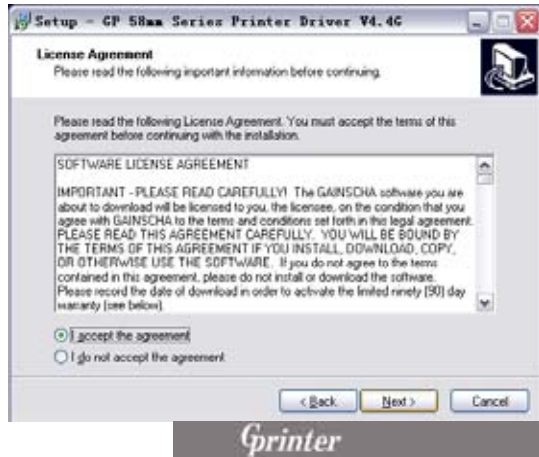 Setup - GP 58mm Series Printer Driver V4.4G
License Agreement
Please read the following important information before continuing.
Please read the following License Agreement. You must accept the terms of this
agreement before continuing with the installation.
SOFTWARE LICENSE AGREEMENT
IMPORTANT - PLEASE READ CAREFULLY! The GAINSCHA software you are
about to download will be licensed to you, the licensee, on the condition that you
agree with GAINSCHA to the terms and conditions set forth in this legal agreement.
PLEASE READ THIS AGREEMENT CAREFULLY. YOU WILL BE BOUND BY
THE TERMS OF THIS AGREEMENT IF YOU INSTALL, DOWNLOAD, COPY,
OR OTHERWISE USE THE SOFTWARE. If you do not agree to the terms
contained in this agreement, please do not install or download the software.
Please record the date of download in order to activate the limited ninety (90) day
warranty (see below).
I accept the agreement
I do not accept the agreement
< Back Next > Cancel
Gprinter